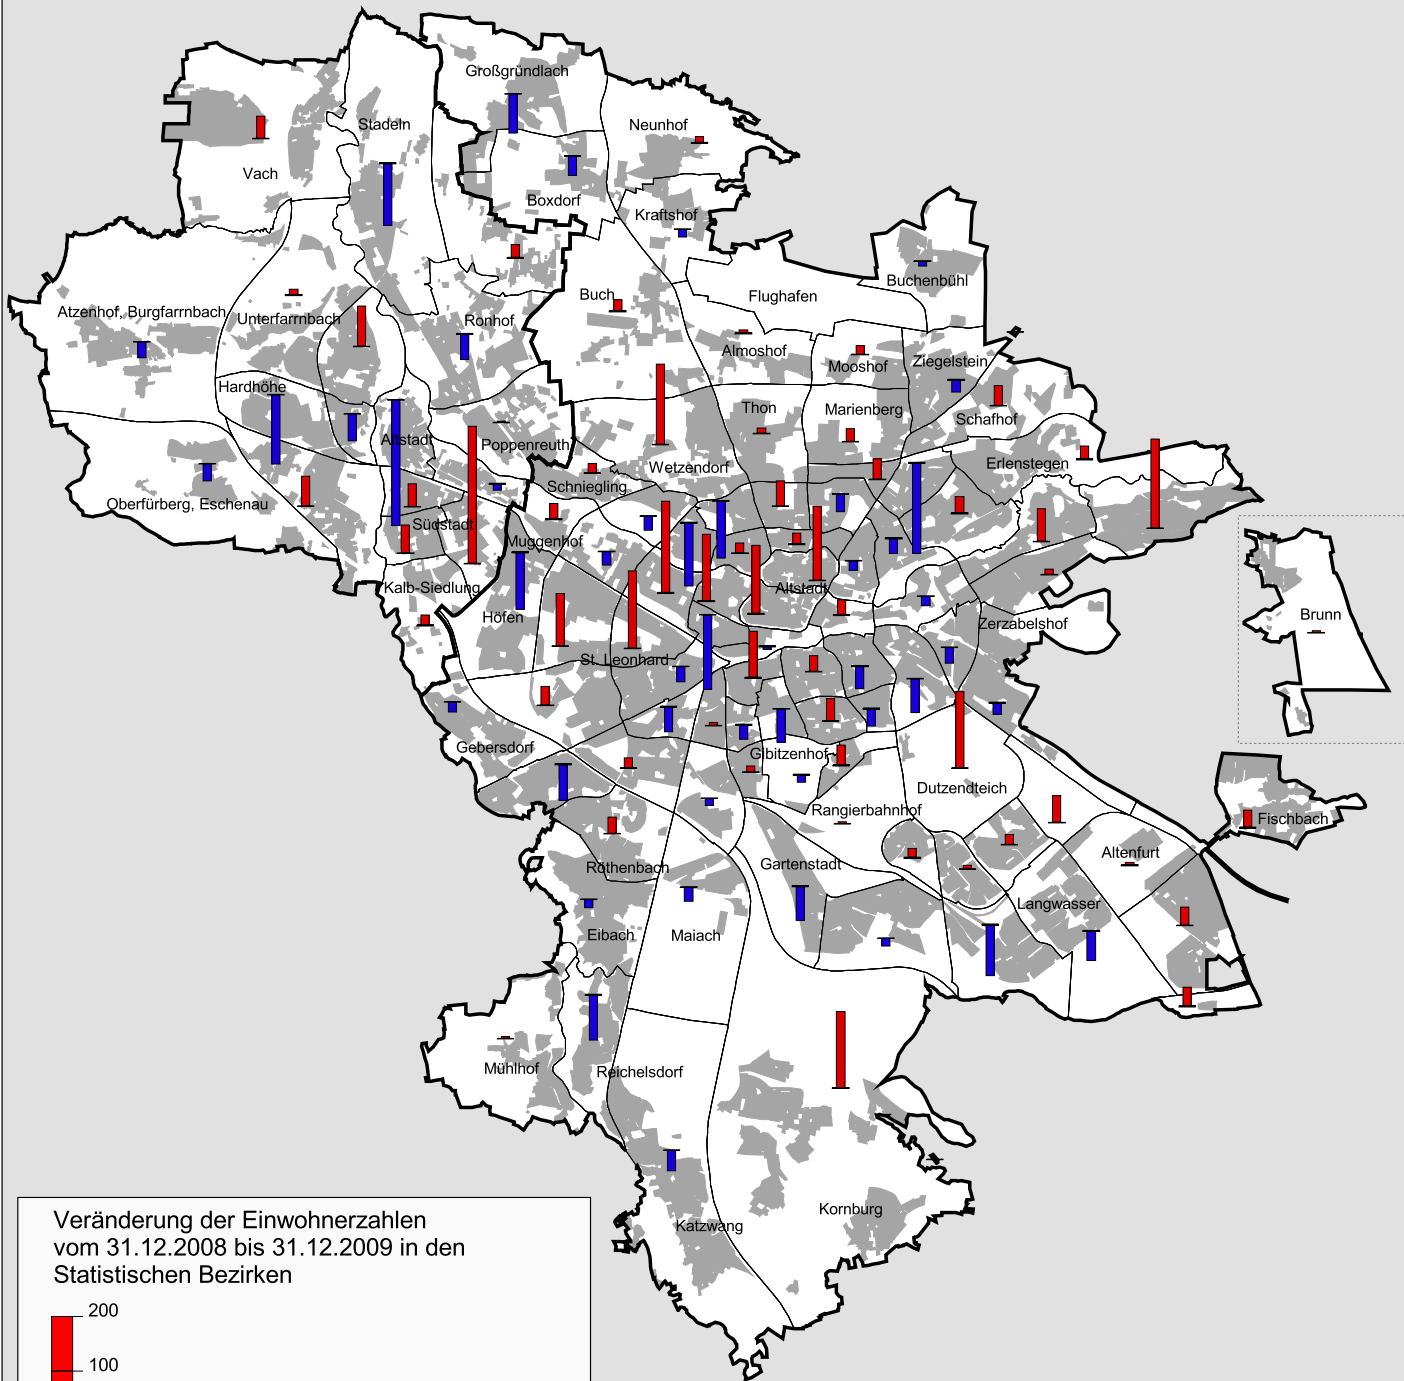 Großgründlach
Stadeln
Neunhof
Vach
Boxdorf
Kraftshof
Buchenbühl
Buch
Flughafen
Atzenhof, Burgfarrnbach
Unterfarrnbach
Ronhof
Almoshof
Mooshof
Ziegelstein
Hardhöhe
Thon
Marienberg
Schafhof
Altstadt
Poppenreuth
Wetzendorf
Erlenstegen
Schniegling
Oberfürberg, Eschenau
Südstadt
Muggenhof
Kalb-Siedlung
Altstadt
Höfen
Zerzabelshof
Brunn
St. Leonhard
Gebersdorf
Gibitzenhof
Dutzendteich
Rangierbahnhof
Fischbach
Röthenbach
Gartenstadt
Altenfurt
Langwasser
Eibach
Maiach
Mühlhof
Reichelsdorf
Kornburg
Katzwang
Veränderung der Einwohnerzahlen
vom 31.12.2008 bis 31.12.2009 in den
Statistischen Bezirken
200
100